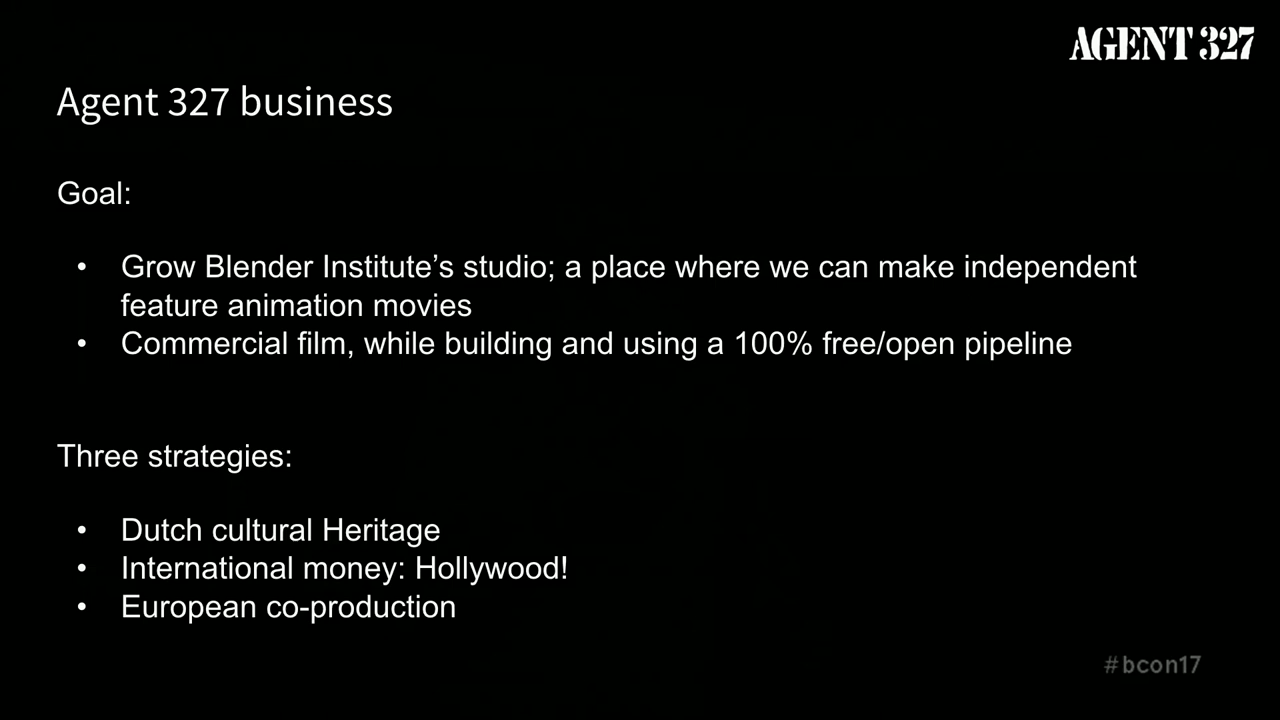 AGENT 327
Agent 327 business
Goal:
• Grow Blender Institute’s studio; a place where we can make independent
feature animation movies
• Commercial film, while building and using a 100% free/open pipeline
Three strategies:
• Dutch cultural Heritage
• International money: Hollywood!
• European co-production
#bcon17